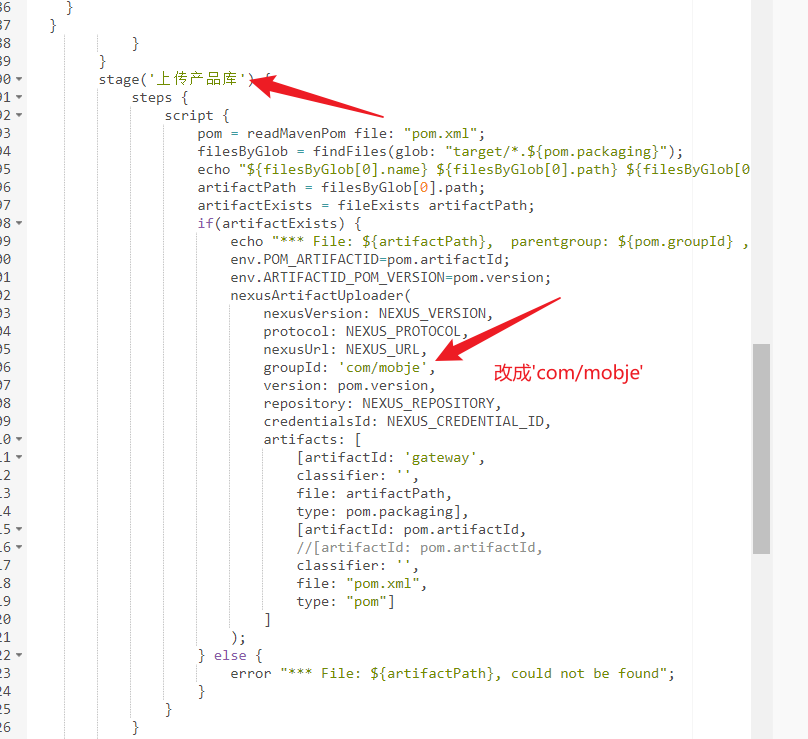 86 }
87 }
88 }
89 }
90 stage('上传产品库') {
91 steps {
92 script {
93 pom = readMavenPom file: "pom.xml";
94 filesByGlob = findFiles(glob: "target/*.${pom.packaging}");
95 echo "${filesByGlob[0].name} ${filesByGlob[0].path} ${filesByGlob[0
96 artifactPath = filesByGlob[0].path;
97 artifactExists = fileExists artifactPath;
98 if(artifactExists) {
99 echo "*** File: ${artifactPath}, parentgroup: ${pom.groupId} ,
00 env.POM_ARTIFACTID=pom.artifactId;
01 env.ARTIFACTID_POM_VERSION=pom.version;
02 nexusArtifactUploader(
03 nexusVersion: NEXUS_VERSION,
04 protocol: NEXUS_PROTOCOL,
05 nexusUrl: NEXUS_URL,
06 groupId: 'com/mobje',
改成'com/mobje'
07 version: pom.version,
08 repository: NEXUS_REPOSITORY,
09 credentialsId: NEXUS_CREDENTIAL_ID,
10 artifacts: [
11 [artifactId: 'gateway',
12 classifier: '',
13 file: artifactPath,
14 type: pom.packaging],
15 [artifactId: pom.artifactId,
16 //[artifactId: pom.artifactId,
17 classifier: '',
18 file: "pom.xml",
19 type: "pom"]
20 ]
21 );
22 } else {
23 error "*** File: ${artifactPath}, could not be found";
24 }
25 }
26 }